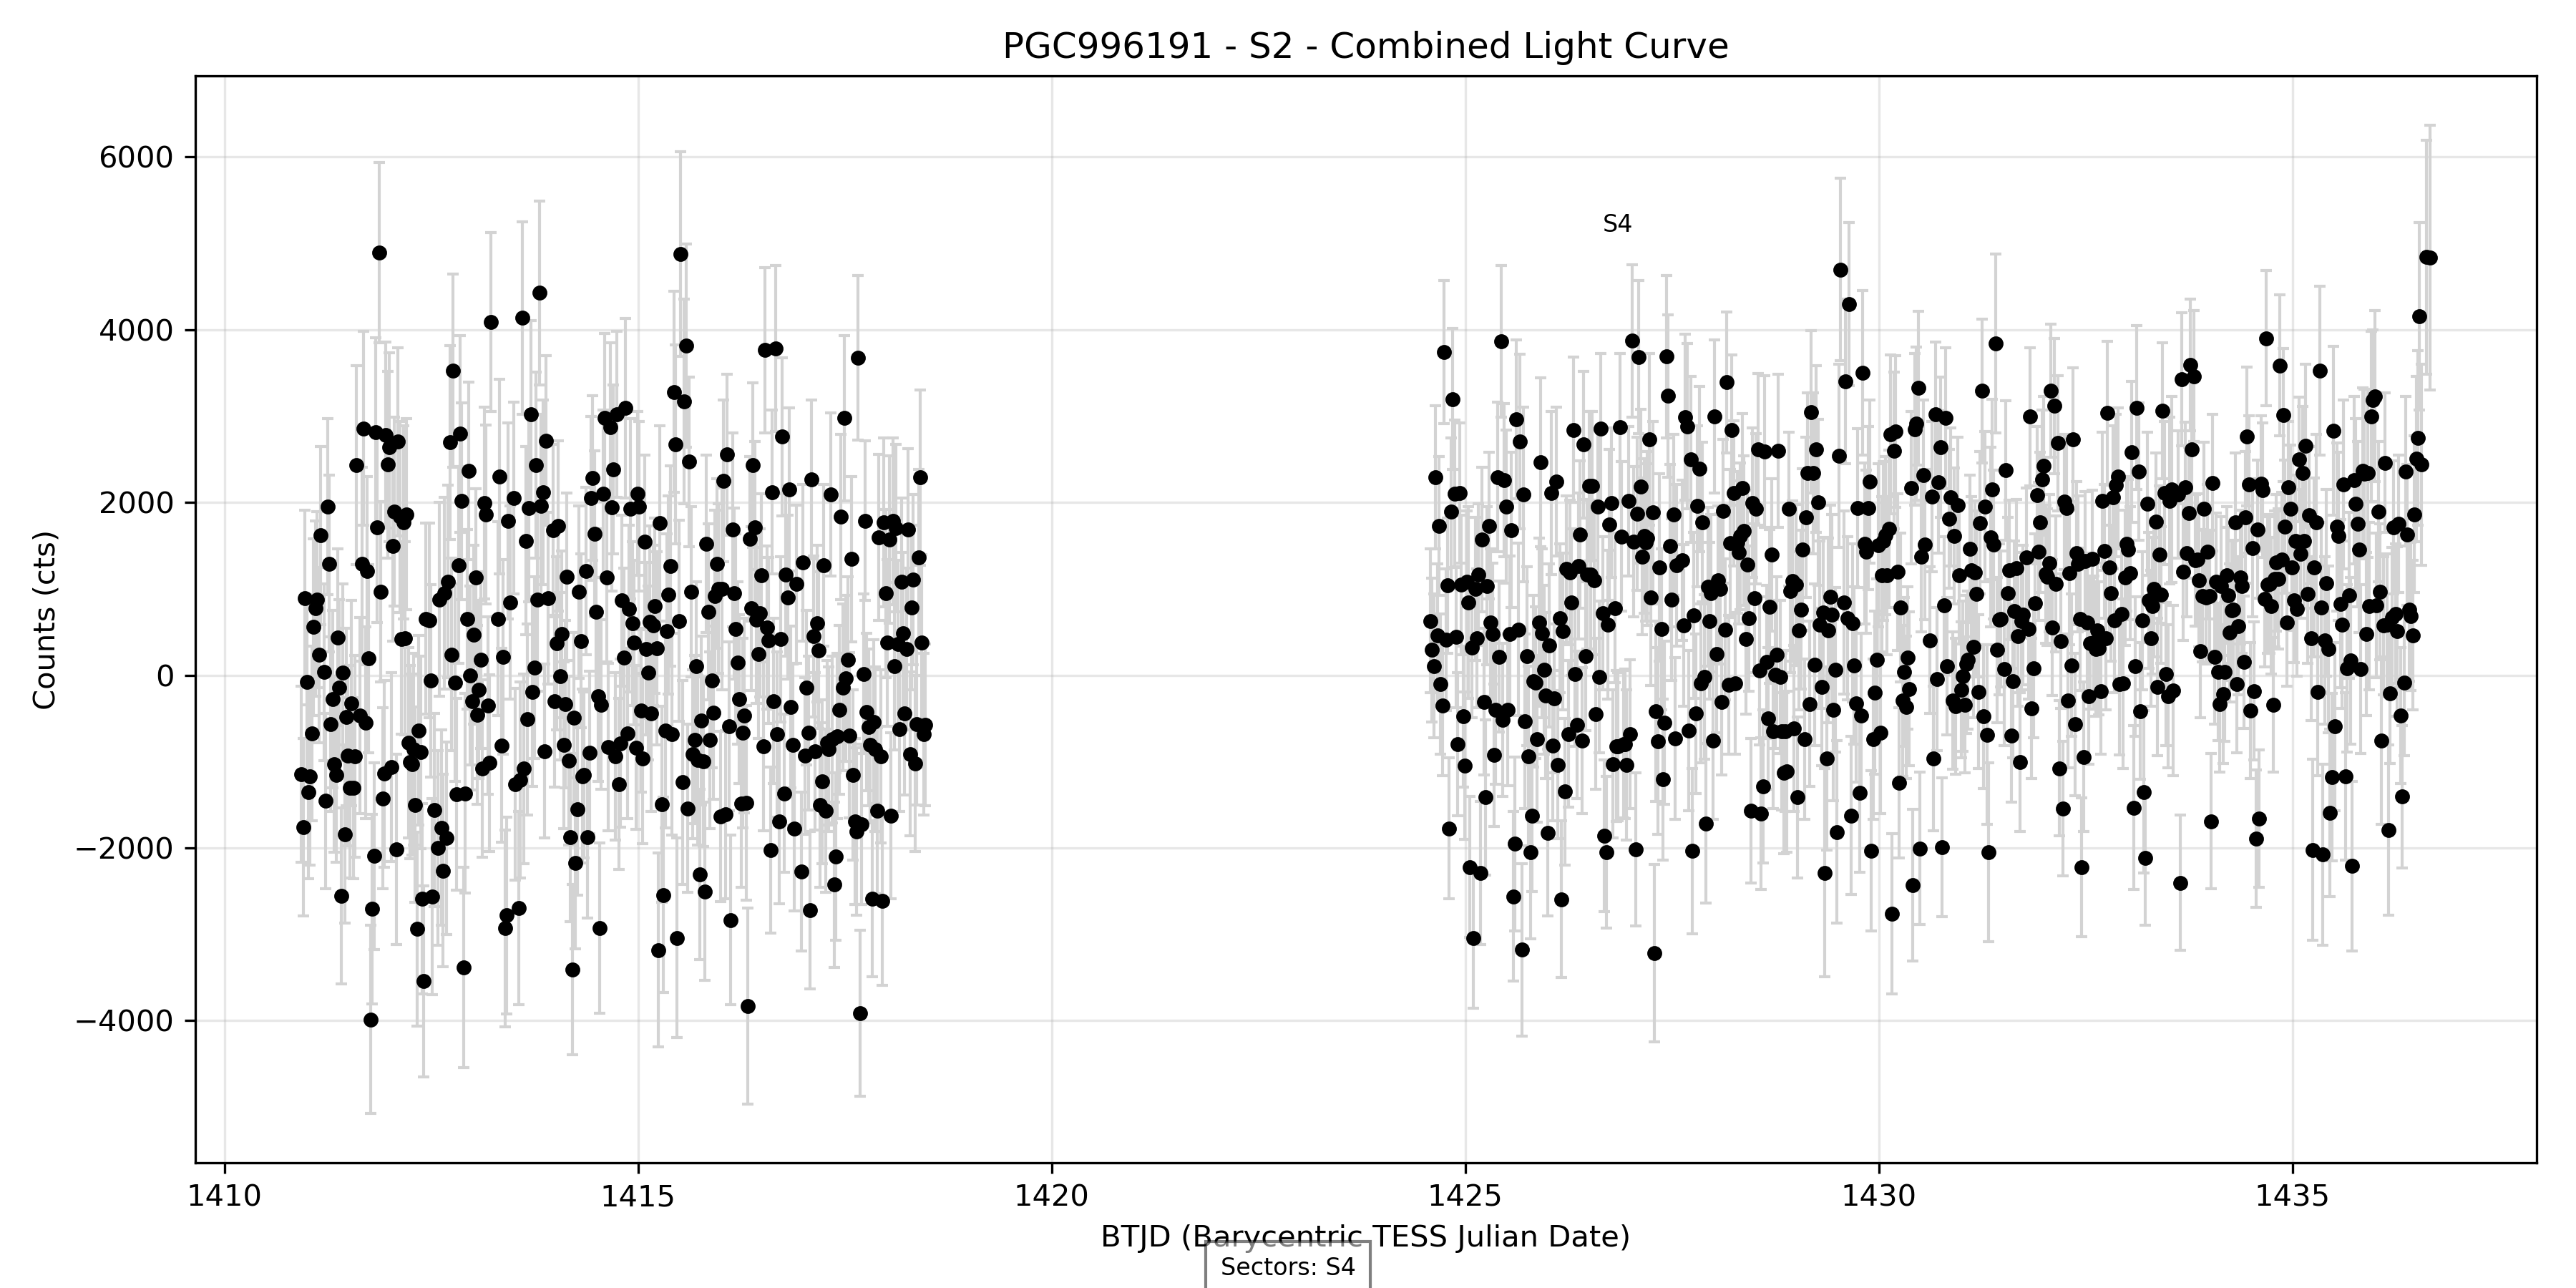 PGC996191 - S2 - Combined Light Curve
Counts (cts)
6000
4000
2000
0
−2000
−4000
S4
1410 1415 1420 1425 1430 1435
BTJD (Barycentric TESS Julian Date)
Sectors: S4